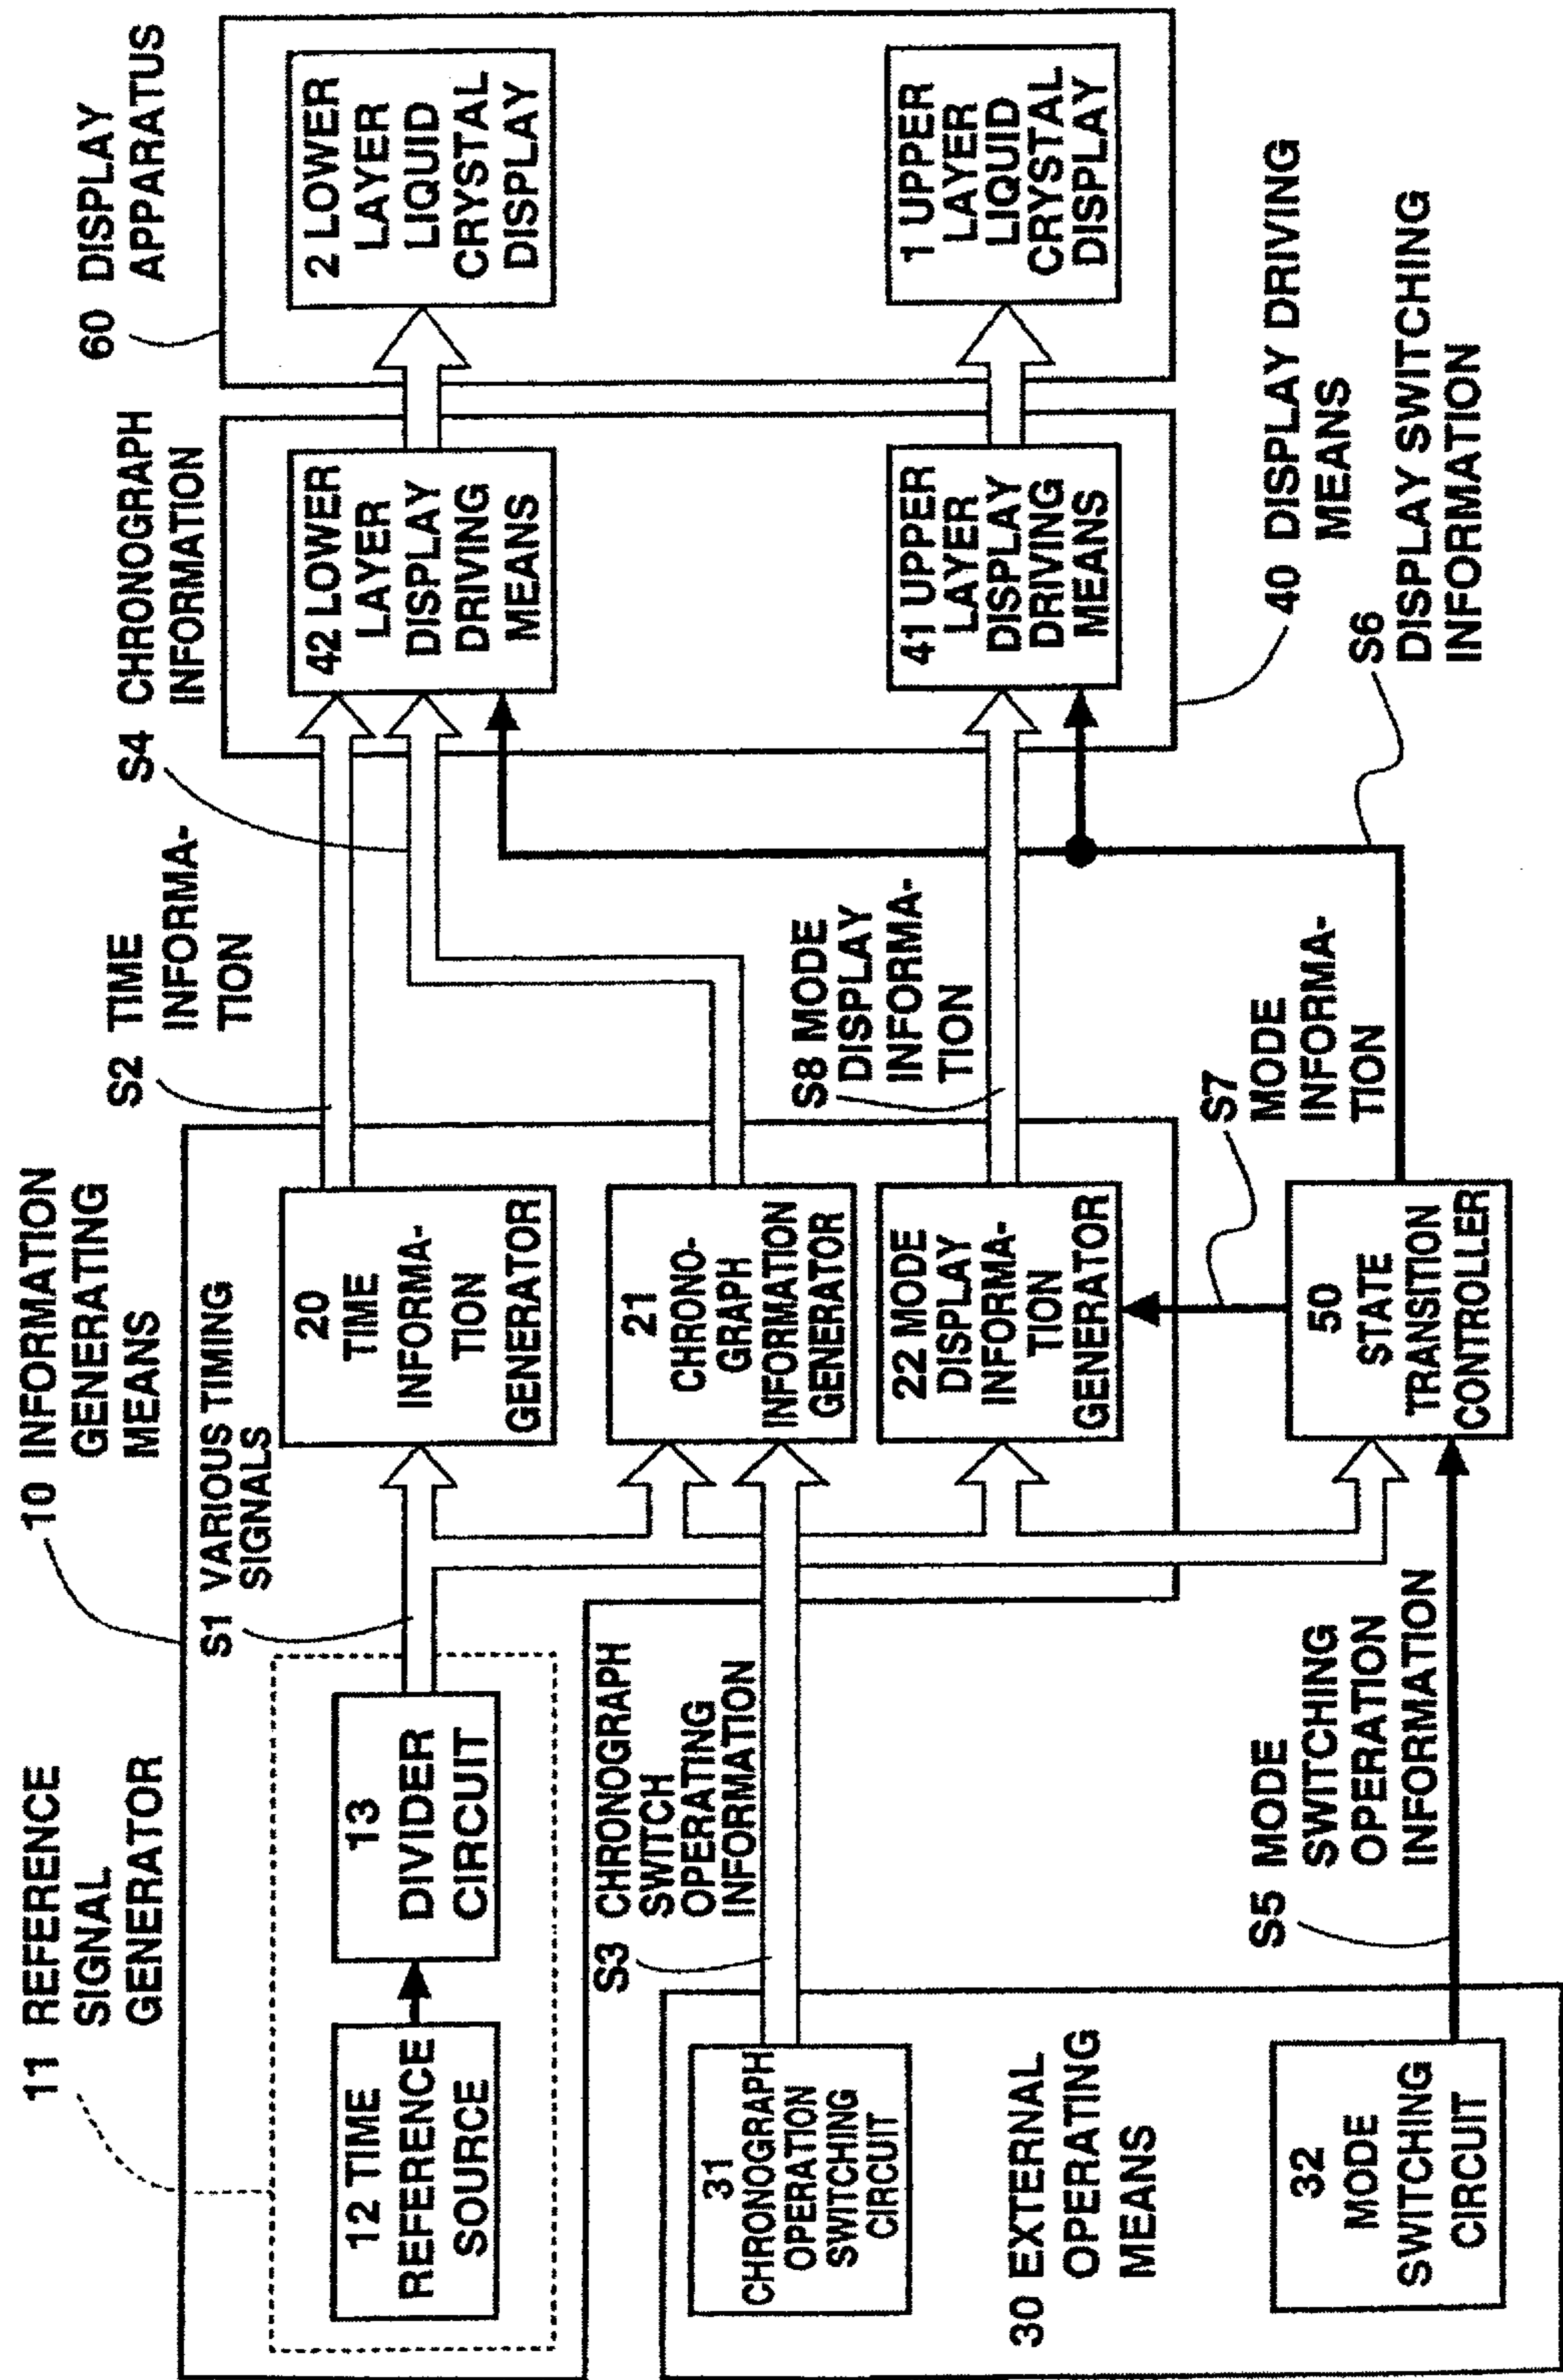 11 REFERENCE
SIGNAL
GENERATOR
10 INFORMATION
GENERATING
MEANS
S1 VARIOUS TIMING
SIGNALS
12 TIME
REFERENCE
SOURCE
13
DIVIDER
CIRCUIT
20
TIME
INFORMA-
TION
GENERATOR
21
CHRONO-
GRAPH
INFORMATION
GENERATOR
22 MODE
DISPLAY
INFORMA-
TION
GENERATOR
S2 TIME
INFORMA-
TION
S4 CHRONOGRAPH
INFORMATION
60 DISPLAY
APPARATUS
42 LOWER
LAYER
DISPLAY
DRIVING
MEANS
2 LOWER
LAYER
LIQUID
CRYSTAL
DISPLAY
41 UPPER
LAYER
DISPLAY
DRIVING
MEANS
1 UPPER
LAYER
LIQUID
CRYSTAL
DISPLAY
S3 CHRONOGRAPH
SWITCH
OPERATING
INFORMATION
S8 MODE
DISPLAY
INFORMA-
TION
31
CHRONOGRAPH
OPERATION
SWITCHING
CIRCUIT
30 EXTERNAL
OPERATING
MEANS
32
MODE
SWITCHING
CIRCUIT
S5 MODE
SWITCHING
OPERATION
INFORMATION
50
STATE
TRANSITION
CONTROLLER
S7
MODE
INFORMA-
TION
40 DISPLAY DRIVING
MEANS
S6
DISPLAY SWITCHING
INFORMATION